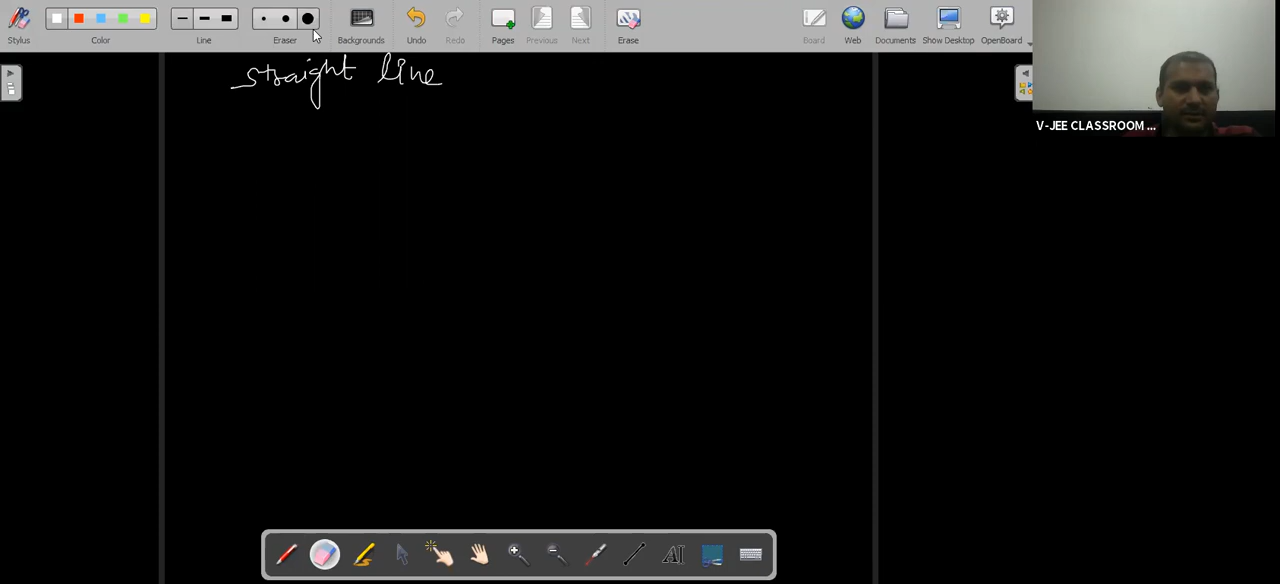 Stylus
Color
Line
Eraser
Backgrounds
Undo
Redo
Pages
Previous
Next
Erase
Board
Web
Documents
Show Desktop
OpenBoard
straight line
V-JEE CLASSROOM ...
AI